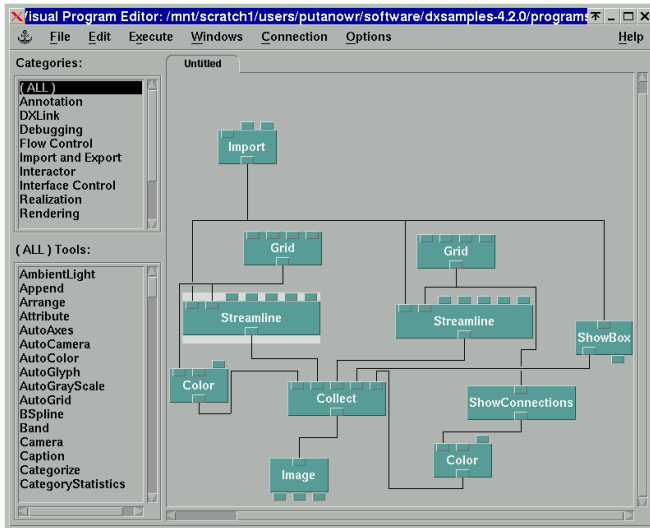 Visual Program Editor: /mnt/scratch1/users/putanowr/software/dxsamples-4.2.0/programs
File Edit Execute Windows Connection Options Help
Categories:
(ALL)
Annotation
DXLink
Debugging
Flow Control
Import and Export
Interactor
Interface Control
Realization
Rendering
(ALL) Tools:
AmbientLight
Append
Arrange
Attribute
AutoAxes
AutoCamera
AutoColor
AutoGlyph
AutoGrayScale
AutoGrid
BSpline
Band
Camera
Caption
Categorize
CategoryStatistics
Untitled
Import
Grid
Grid
Streamline
Streamline
ShowBox
Color
Collect
ShowConnections
Image
Color